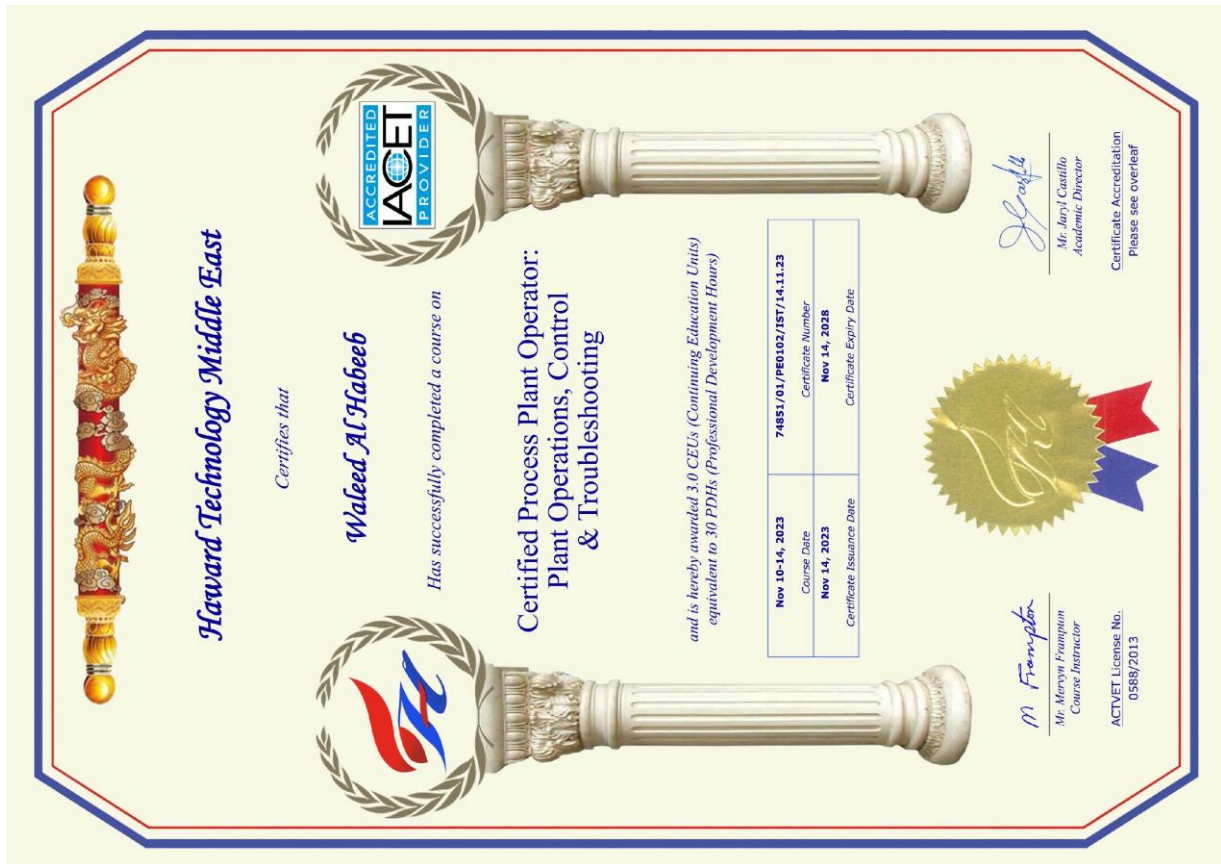 Haward Technology Middle East
Certifies that
ACCREDITED
IACET
PROVIDER
Waleed Al Habeeb
Has successfully completed a course on
Certified Process Plant Operator:
Plant Operations, Control
& Troubleshooting
and is hereby awarded 3.0 CEUs (Continuing Education Units)
equivalent to 30 PDHs (Professional Development Hours)
Nov 10-14, 2023 74851/01/PE0102/IST/14.11.23
Course Date Certificate Number
Nov 14, 2023 Nov 14, 2028
Certificate Issuance Date Certificate Expiry Date
M Frampton
Mr. Mervyn Frampton
Course Instructor
ACTVET License No.
0588/2013
Mr. Jaryl Castillo
Academic Director
Certificate Accreditation
Please see overleaf